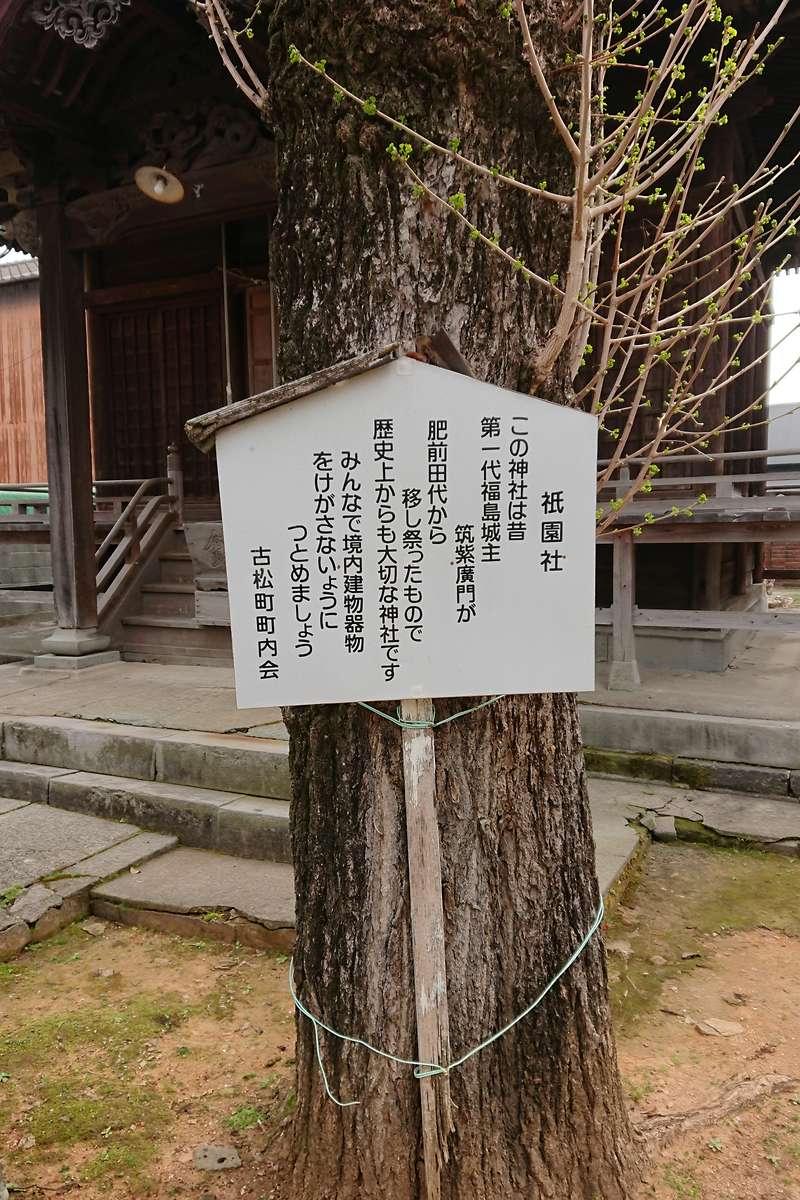 祇園社
この神社は昔
第一代福島城主
筑紫廣門が
肥前田代から
移し祭ったもので
歴史上からも大切な神社です
みんなで境内建物器物
をけがさないょうに
つとめましょう
古松町町内会